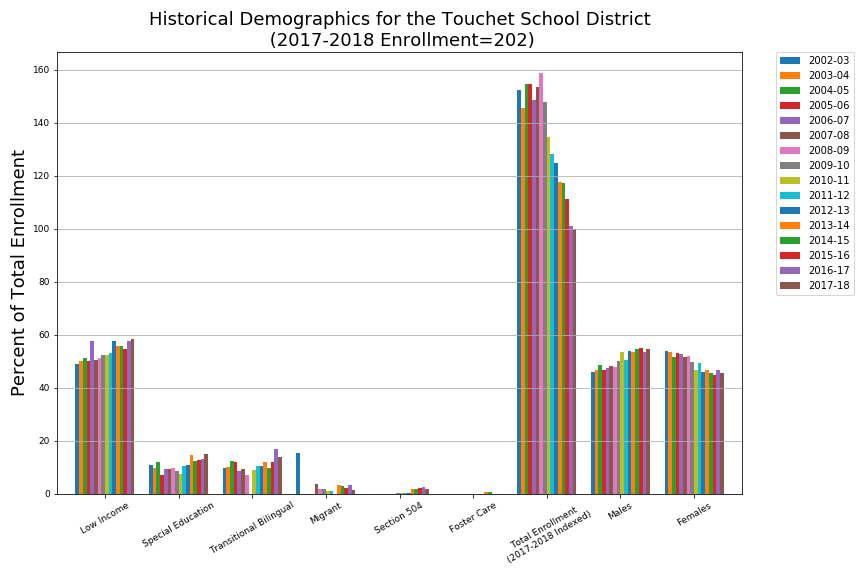 Historical Demographics for the Touchet School District
(2017-2018 Enrollment=202)
Percent of Total Enrollment
160
140
120
100
80
60
40
20
0
Low Income
Special Education
Transitional Bilingual
Migrant
Section 504
Foster Care
Total Enrollment
(2017-2018 Indexed)
Males
Females
2002-03
2003-04
2004-05
2005-06
2006-07
2007-08
2008-09
2009-10
2010-11
2011-12
2012-13
2013-14
2014-15
2015-16
2016-17
2017-18